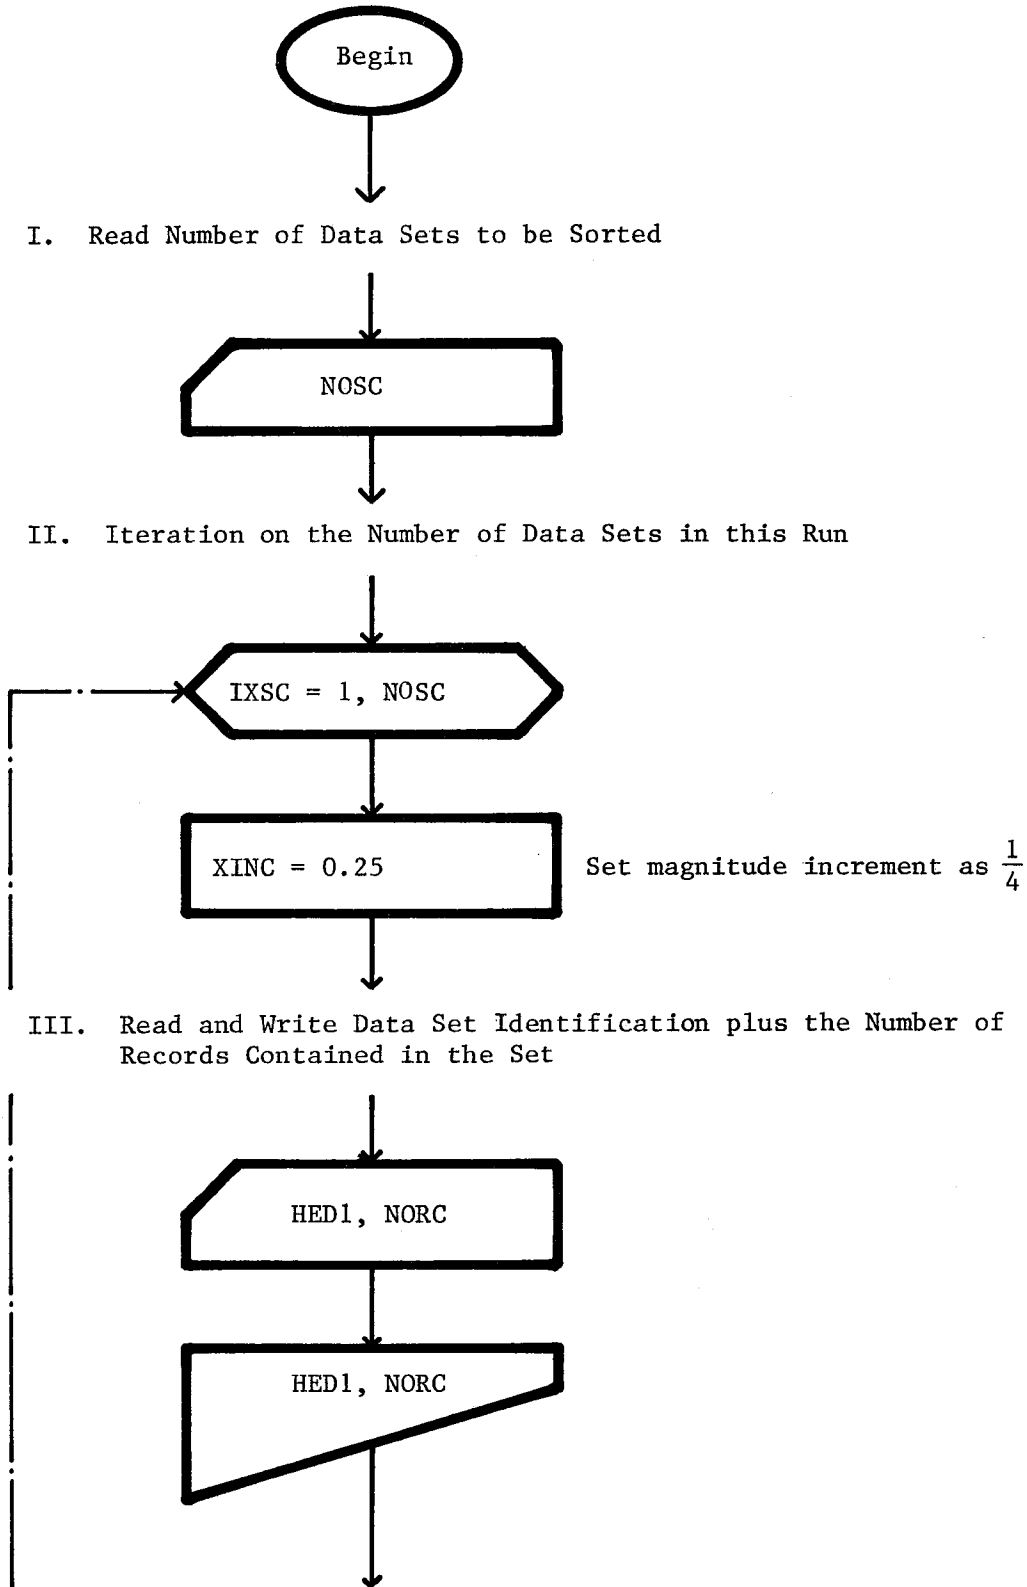 Begin
I. Read Number of Data Sets to be Sorted
NOSC
II. Iteration on the Number of Data Sets in this Run
IXSC = 1, NOSC
XINC = 0.25
Set magnitude increment as 1/4
III. Read and Write Data Set Identification plus the Number of
Records Contained in the Set
HED1, NORC
HED1, NORC